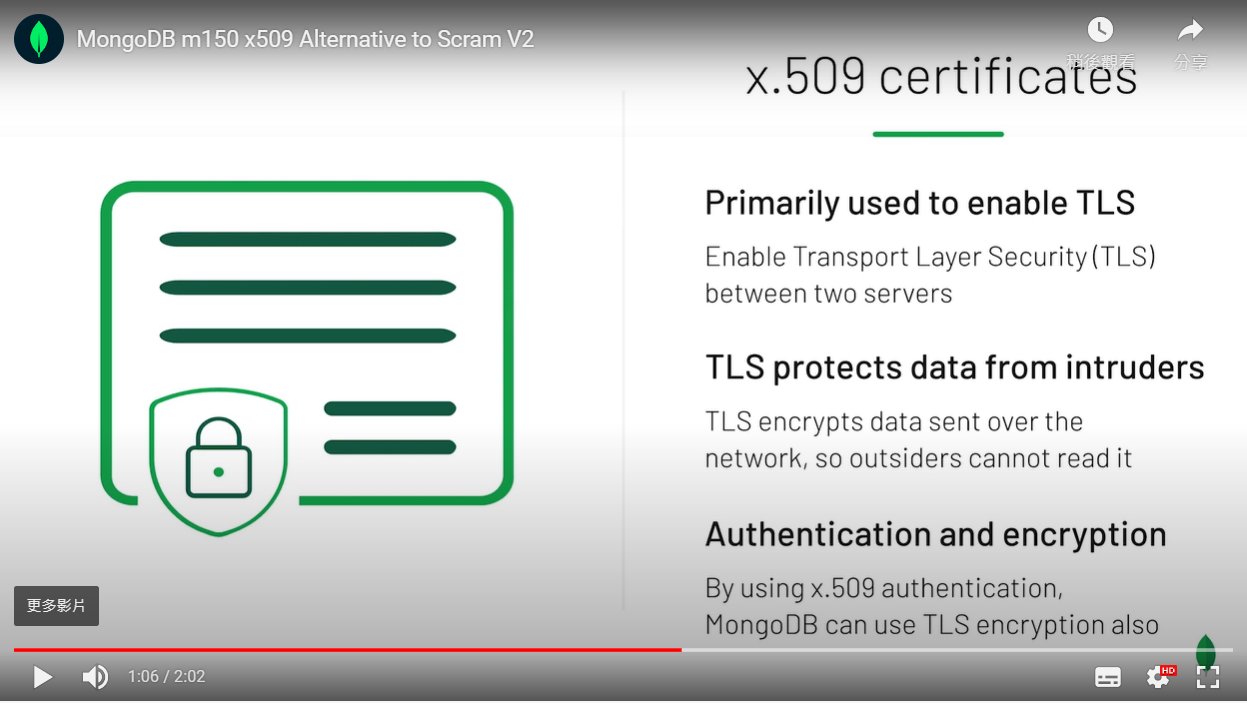 MongoDB m150 x509 Alternative to Scram V2
稍後觀看
分享
x.509 certificates
Primarily used to enable TLS
Enable Transport Layer Security (TLS)
between two servers
TLS protects data from intruders
TLS encrypts data sent over the
network, so outsiders cannot read it
Authentication and encryption
By using x.509 authentication,
MongoDB can use TLS encryption also
更多影片
1:06 / 2:02
HD